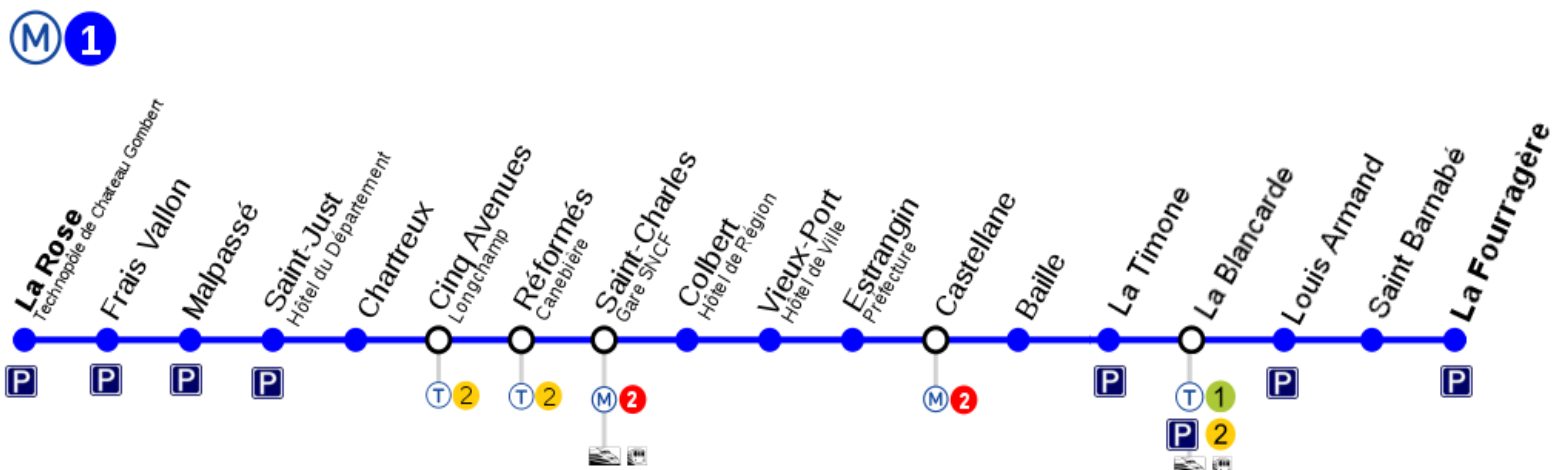 M 1
La Rose
Technopôle de Chateau Gombert
Frais Vallon
Malpassé
Saint-Just
Hôtel du Département
Chartreux
Cinq Avenues
Longchamp
Réformés
Canebière
Saint-Charles
Gare SNCF
Colbert
Hôtel de Région
Vieux-Port
Hôtel de Ville
Estrangin
Préfecture
Castellane
Baille
La Timone
La Blancarde
Louis Armand
Saint Barnabé
La Fourragère
P
P
P
P
T 2
T 2
M 2
M 2
P
T 1
P 2
P
P